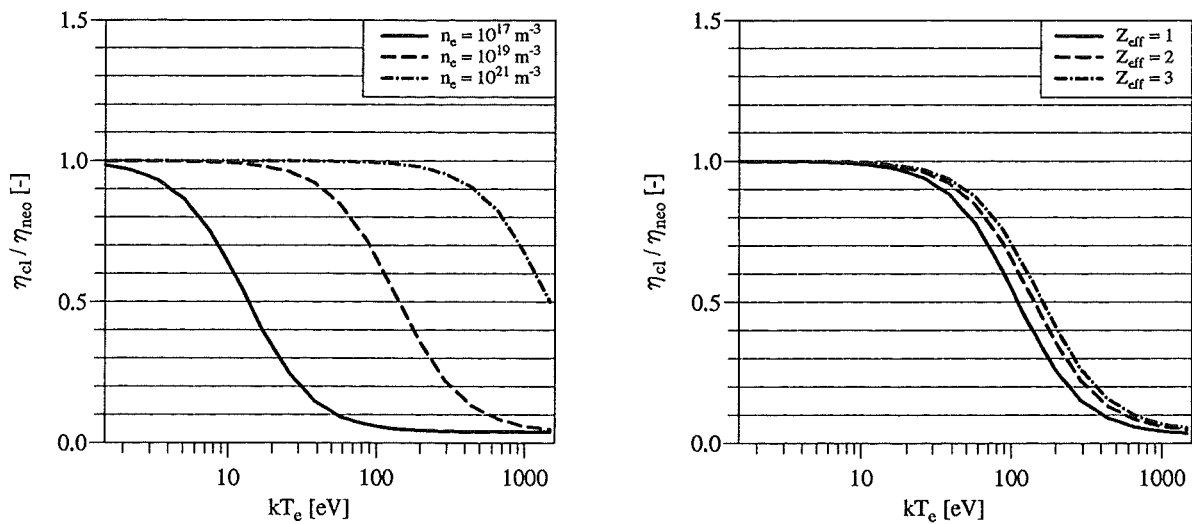 1.5
1.0
0.5
0.0
η_cl / η_neo [-]
n_e = 10^17 m^-3
n_e = 10^19 m^-3
n_e = 10^21 m^-3
10 100 1000
kT_e [eV]
1.5
1.0
0.5
0.0
η_cl / η_neo [-]
Z_eff = 1
Z_eff = 2
Z_eff = 3
10 100 1000
kT_e [eV]